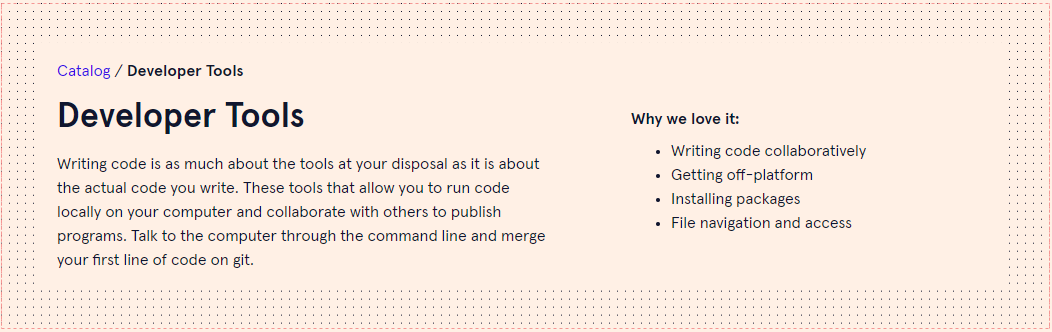 Catalog / Developer Tools
Developer Tools
Writing code is as much about the tools at your disposal as it is about
the actual code you write. These tools that allow you to run code
locally on your computer and collaborate with others to publish
programs. Talk to the computer through the command line and merge
your first line of code on git.
Why we love it:
• Writing code collaboratively
• Getting off-platform
• Installing packages
• File navigation and access